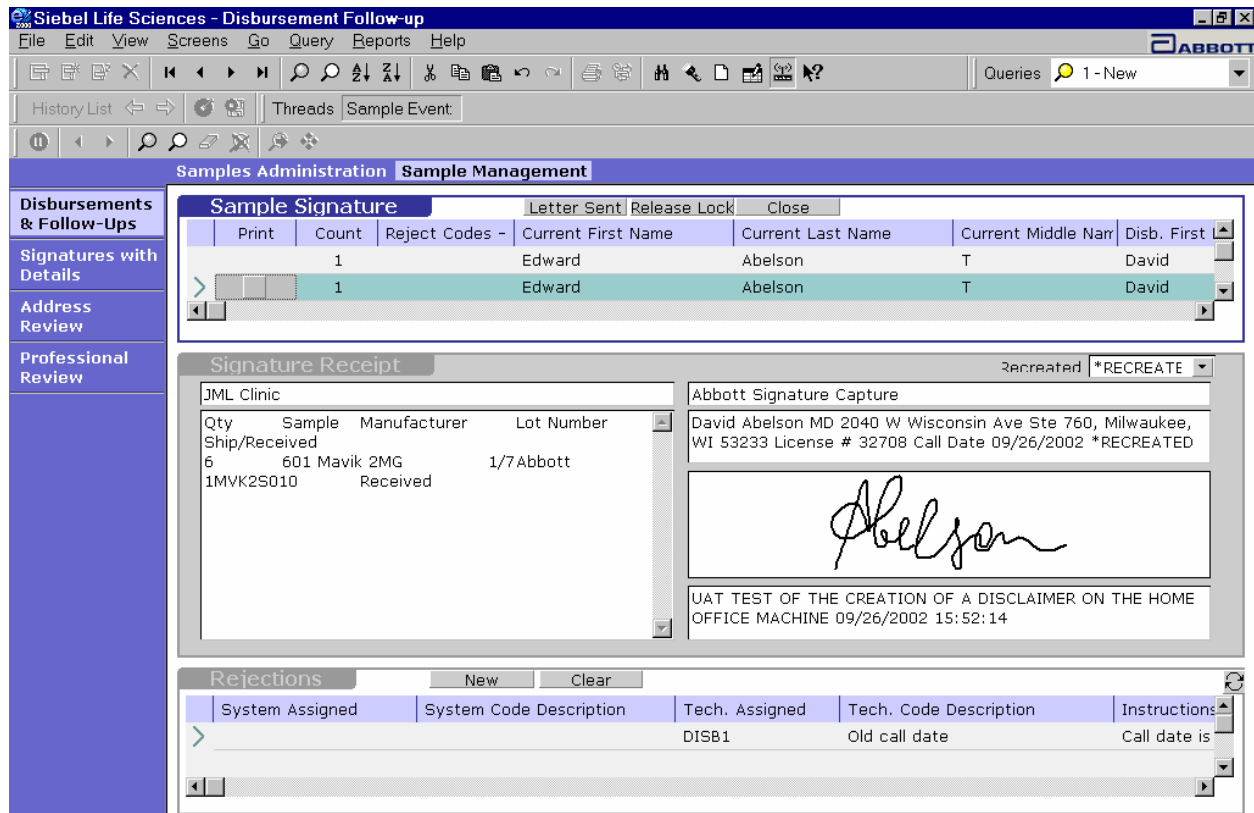 Siebel Life Sciences - Disbursement Follow-up
File Edit View Screens Go Query Reports Help
ABBOTT
Queries 1 - New
History List Threads Sample Event:
Samples Administration Sample Management
Disbursements
& Follow-Ups
Signatures with
Details
Address
Review
Professional
Review
Sample Signature Letter Sent Release Lock Close
Print Count Reject Codes - Current First Name Current Last Name Current Middle Nam Disb. First
1 Edward Abelson T David
1 Edward Abelson T David
Signature Receipt Recreated *RECREATE
JML Clinic
Qty Sample Manufacturer Lot Number
Ship/Received
6 601 Mavik 2MG 1/7Abbott
1MVK2S010 Received
Abbott Signature Capture
David Abelson MD 2040 W Wisconsin Ave Ste 760, Milwaukee,
WI 53233 License # 32708 Call Date 09/26/2002 *RECREATED
Abelson
UAT TEST OF THE CREATION OF A DISCLAIMER ON THE HOME
OFFICE MACHINE 09/26/2002 15:52:14
Rejections New Clear
System Assigned System Code Description Tech. Assigned Tech. Code Description Instructions
DISB1 Old call date Call date is